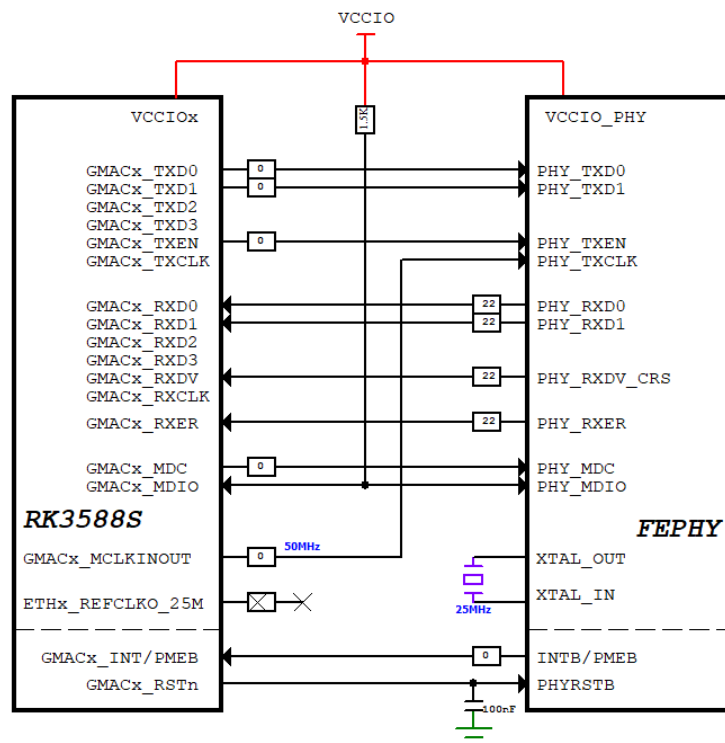 VCCIO
VCCIOx
1.5K
VCCIO_PHY
GMACx_TXD0 0 PHY_TXD0
GMACx_TXD1 0 PHY_TXD1
GMACx_TXD2
GMACx_TXD3
GMACx_TXEN 0 PHY_TXEN
GMACx_TXCLK PHY_TXCLK
GMACx_RXD0 22 PHY_RXD0
GMACx_RXD1 22 PHY_RXD1
GMACx_RXD2
GMACx_RXD3
GMACx_RXDV 22 PHY_RXDV_CRS
GMACx_RXCLK
GMACx_RXER 22 PHY_RXER
GMACx_MDC 0 PHY_MDC
GMACx_MDIO PHY_MDIO
RK3588S FEPHY
GMACx_MCLKINOUT 0 50MHz XTAL_OUT
ETHx_REFCLKO_25M 25MHz XTAL_IN
GMACx_INT/PMEB 0 INTB/PMEB
GMACx_RSTn PHYRSTB
100nF